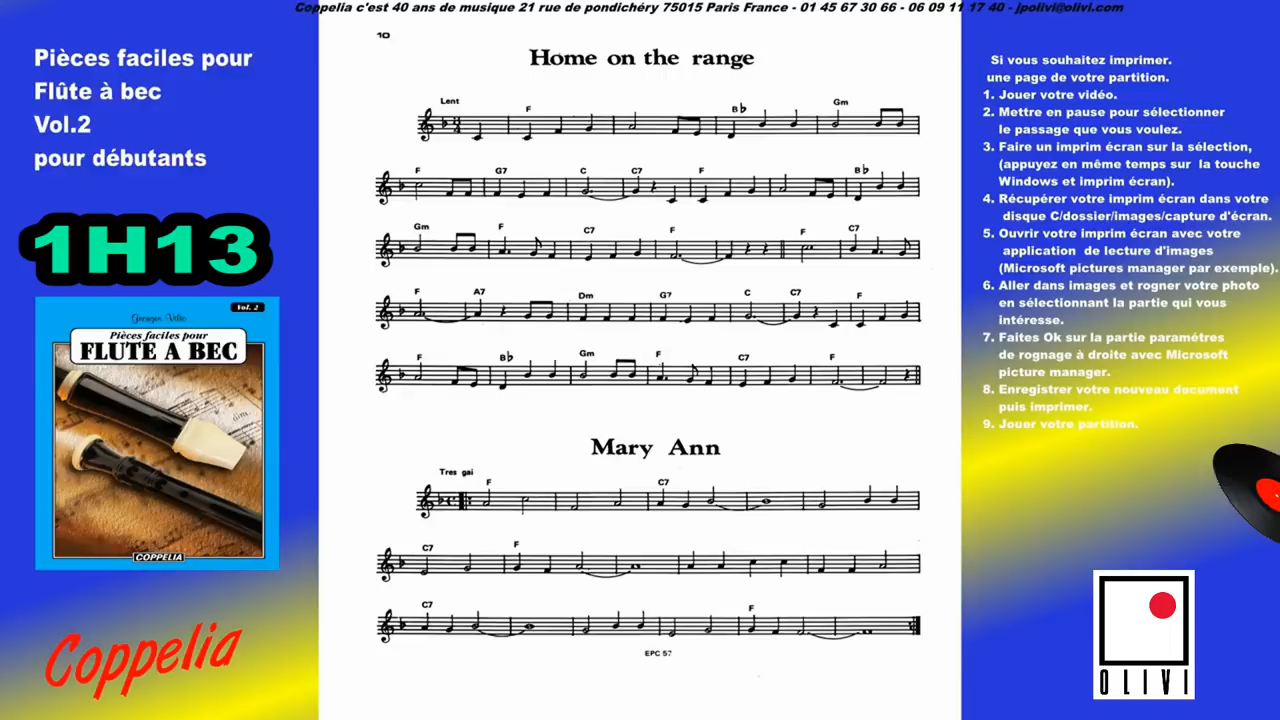 Coppelia c'est 40 ans de musique 21 rue de pondichéry 75015 Paris France - 01 45 67 30 66 - 06 09 11 17 40 - jpolivi@olivi.com
Pièces faciles pour
Flûte à bec
Vol.2
pour débutants
1H13
Vol. 2
Pièces faciles pour
FLUTE A BEC
COPPELIA
Coppelia
10
Home on the range
Lent
F B♭ Gm
F G7 C C7 F B♭
Gm F C7 F F C7
F A7 Dm G7 C C7 F
F B♭ Gm F C7 F
Mary Ann
Tres gai
F C7
C7 F
C7 F
EPC 57
Si vous souhaitez imprimer.
une page de votre partition.
1. Jouer votre vidéo.
2. Mettre en pause pour sélectionner
le passage que vous voulez.
3. Faire un imprim écran sur la sélection,
(appuyez en même temps sur la touche
Windows et imprim écran).
4. Récupérer votre imprim écran dans votre
disque C/dossier/images/capture d'écran.
5. Ouvrir votre imprim écran avec votre
application de lecture d'images
(Microsoft pictures manager par exemple).
6. Aller dans images et rogner votre photo
en sélectionnant la partie qui vous
intéresse.
7. Faites Ok sur la partie paramétres
de rognage à droite avec Microsoft
picture manager.
8. Enregistrer votre nouveau document
puis imprimer.
9. Jouer votre partition.
OLIVI